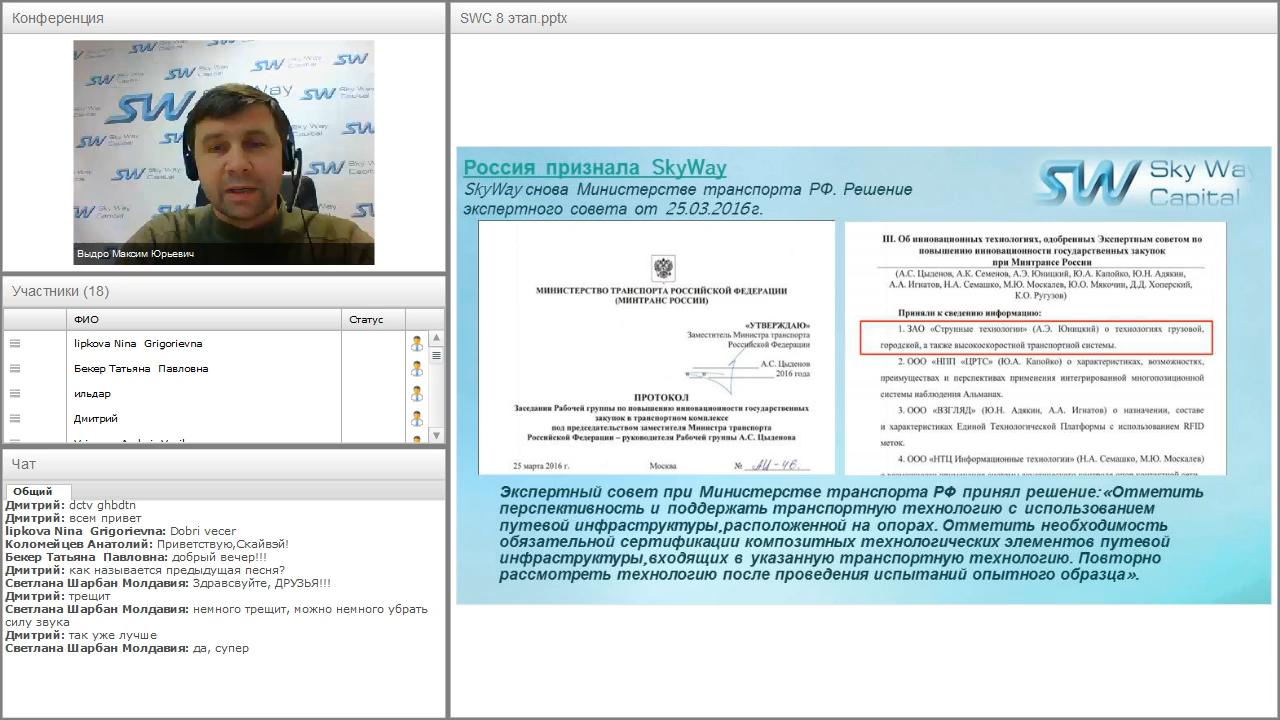 Конференция
SW Sky Way Capital
Выдро Максим Юрьевич
Участники (18)
ФИО Статус
lipkova Nina Grigorievna
Бекер Татьяна Павловна
ильдар
Дмитрий
Чат
Общий
Дмитрий: dctv ghbdtn
Дмитрий: всем привет
lipkova Nina Grigorievna: Dobri vecer
Коломейцев Анатолий: Приветствую,Скайвэй!
Бекер Татьяна Павловна: добрый вечер!!!
Дмитрий: как называется предыдущая песня?
Светлана Шарбан Молдавия: Здравсвуйте, ДРУЗЬЯ!!!
Дмитрий: трещит
Светлана Шарбан Молдавия: немного трещит, можно немного убрать
силу звука
Дмитрий: так уже лучше
Светлана Шарбан Молдавия: да, супер
SWC 8 этап.pptx
Россия признала SkyWay
SkyWay снова Министерстве транспорта РФ. Решение
экспертного совета от 25.03.2016г.
SW Sky Way
Capital
МИНИСТЕРСТВО ТРАНСПОРТА РОССИЙСКОЙ ФЕДЕРАЦИИ
(МИНТРАНС РОССИИ)
«УТВЕРЖДАЮ»
Заместитель Министра транспорта
Российской Федерации
А.С. Цыденов
2016 года
ПРОТОКОЛ
Заседания Рабочей группы по повышению инновационности государственных
закупок в транспортном комплексе
под председательством заместителя Министра транспорта
Российской Федерации – руководителя Рабочей группы А.С. Цыденова
25 марта 2016 г. Москва №
III. Об инновационных технологиях, одобренных Экспертным советом по
повышению инновационности государственных закупок
при Минтрансе России
(А.С. Цыденов, А.К. Семенов, А.Э. Юницкий, Ю.А. Капойко, Ю.Н. Адякин,
А.А. Игнатов, Н.А. Семашко, М.Ю. Москалев, Ю.О. Мякочин, Д.Д. Хоперский,
К.О. Ругузов)
Приняли к сведению информацию:
1. ЗАО «Струнные технологии» (А.Э. Юницкий) о технологиях грузовой,
городской, а также высокоскоростной транспортной системы.
2. ООО «НПП «ЦРТС» (Ю.А. Капойко) о характеристиках, возможностях,
преимуществах и перспективах применения интегрированной многопозиционной
системы наблюдения Альманах.
3. ООО «ВЗГЛЯД» (Ю.Н. Адякин, А.А. Игнатов) о назначении, составе
и характеристиках Единой Технологической Платформы с использованием RFID
меток.
4. ООО «НТЦ Информационные технологии» (Н.А. Семашко, М.Ю. Москалев)
Экспертный совет при Министерстве транспорта РФ принял решение:«Отметить
перспективность и поддержать транспортную технологию с использованием
путевой инфраструктуры,расположенной на опорах. Отметить необходимость
обязательной сертификации композитных технологических элементов путевой
инфраструктуры,входящих в указанную транспортную технологию. Повторно
рассмотреть технологию после проведения испытаний опытного образца».